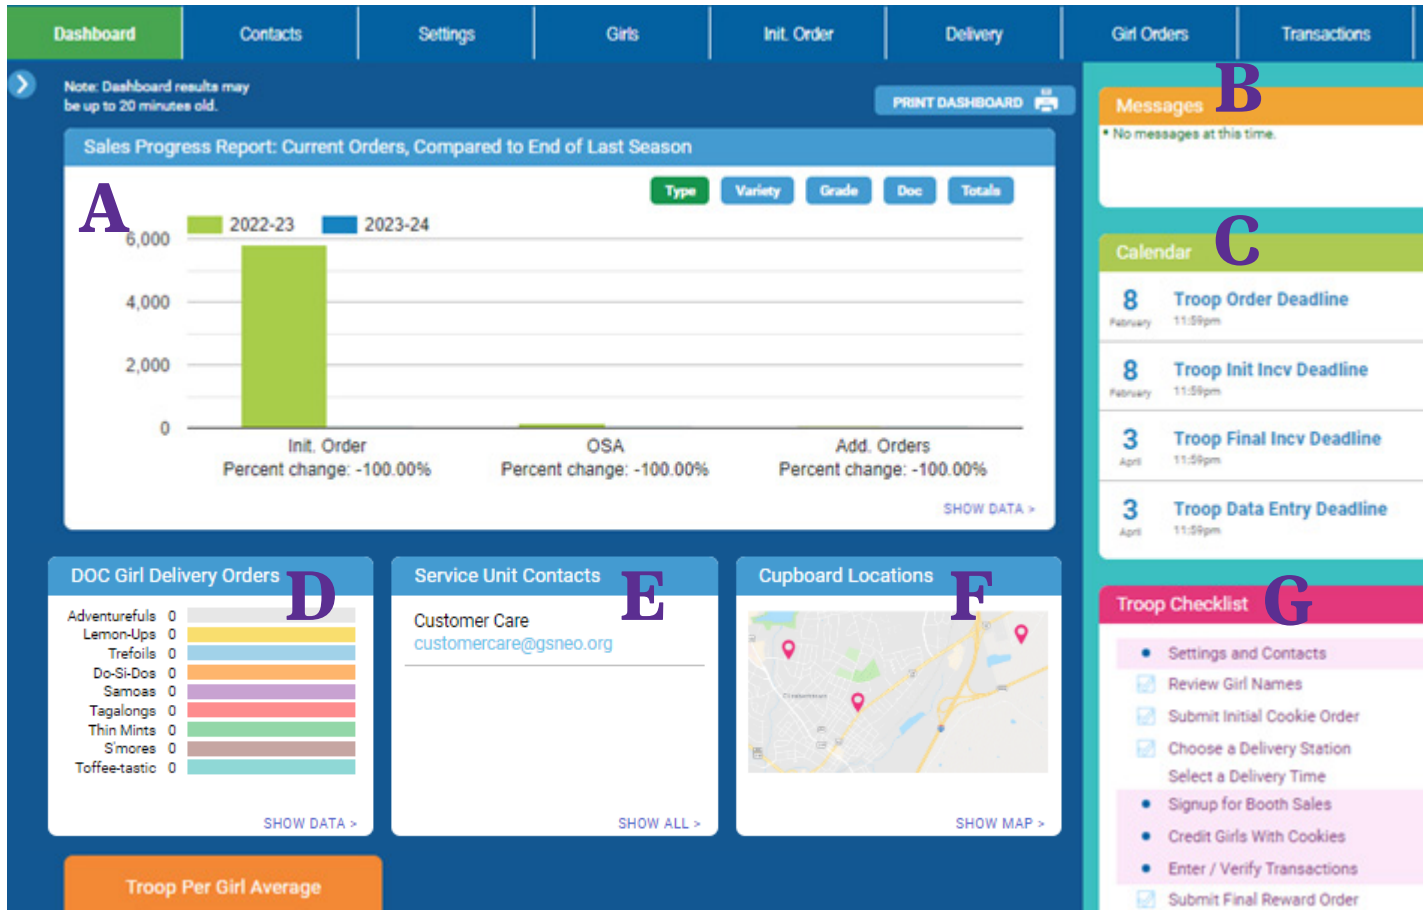 Dashboard Contacts Settings Girls Init. Order Delivery Girl Orders Transactions
Note: Dashboard results may
be up to 20 minutes old.
PRINT DASHBOARD
Sales Progress Report: Current Orders, Compared to End of Last Season
A
Type Variety Grade Doc Totals
2022-23 2023-24
6,000
4,000
2,000
0
Init. Order OSA Add. Orders
Percent change: -100.00% Percent change: -100.00% Percent change: -100.00%
SHOW DATA >
Messages B
• No messages at this time.
Calendar C
8 Troop Order Deadline
February 11:59pm
8 Troop Init Incv Deadline
February 11:59pm
3 Troop Final Incv Deadline
April 11:59pm
3 Troop Data Entry Deadline
April 11:59pm
DOC Girl Delivery Orders D
Adventurefuls 0
Lemon-Ups 0
Trefoils 0
Do-Si-Dos 0
Samoas 0
Tagalongs 0
Thin Mints 0
S'mores 0
Toffee-tastic 0
SHOW DATA >
Service Unit Contacts E
Customer Care
customercare@gsneo.org
SHOW ALL >
Cupboard Locations F
SHOW MAP >
Troop Checklist G
• Settings and Contacts
Review Girl Names
Submit Initial Cookie Order
Choose a Delivery Station
Select a Delivery Time
• Signup for Booth Sales
• Credit Girls With Cookies
• Enter / Verify Transactions
Submit Final Reward Order
Troop Per Girl Average